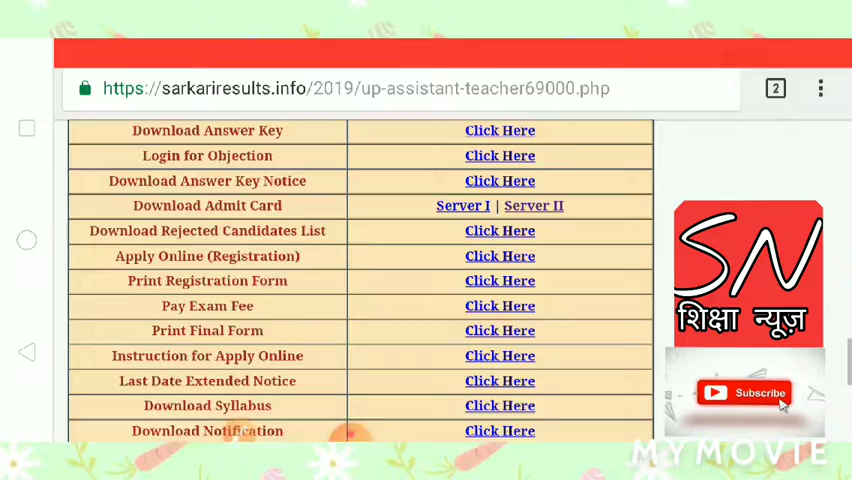 https://sarkariresults.info/2019/up-assistant-teacher69000.php
2
Download Answer Key Click Here
Login for Objection Click Here
Download Answer Key Notice Click Here
Download Admit Card Server I | Server II
Download Rejected Candidates List Click Here
Apply Online (Registration) Click Here
Print Registration Form Click Here
Pay Exam Fee Click Here
Print Final Form Click Here
Instruction for Apply Online Click Here
Last Date Extended Notice Click Here
Download Syllabus Click Here
Download Notification Click Here
SN
शिक्षा न्यूज़
Subscribe
MYMOVIE